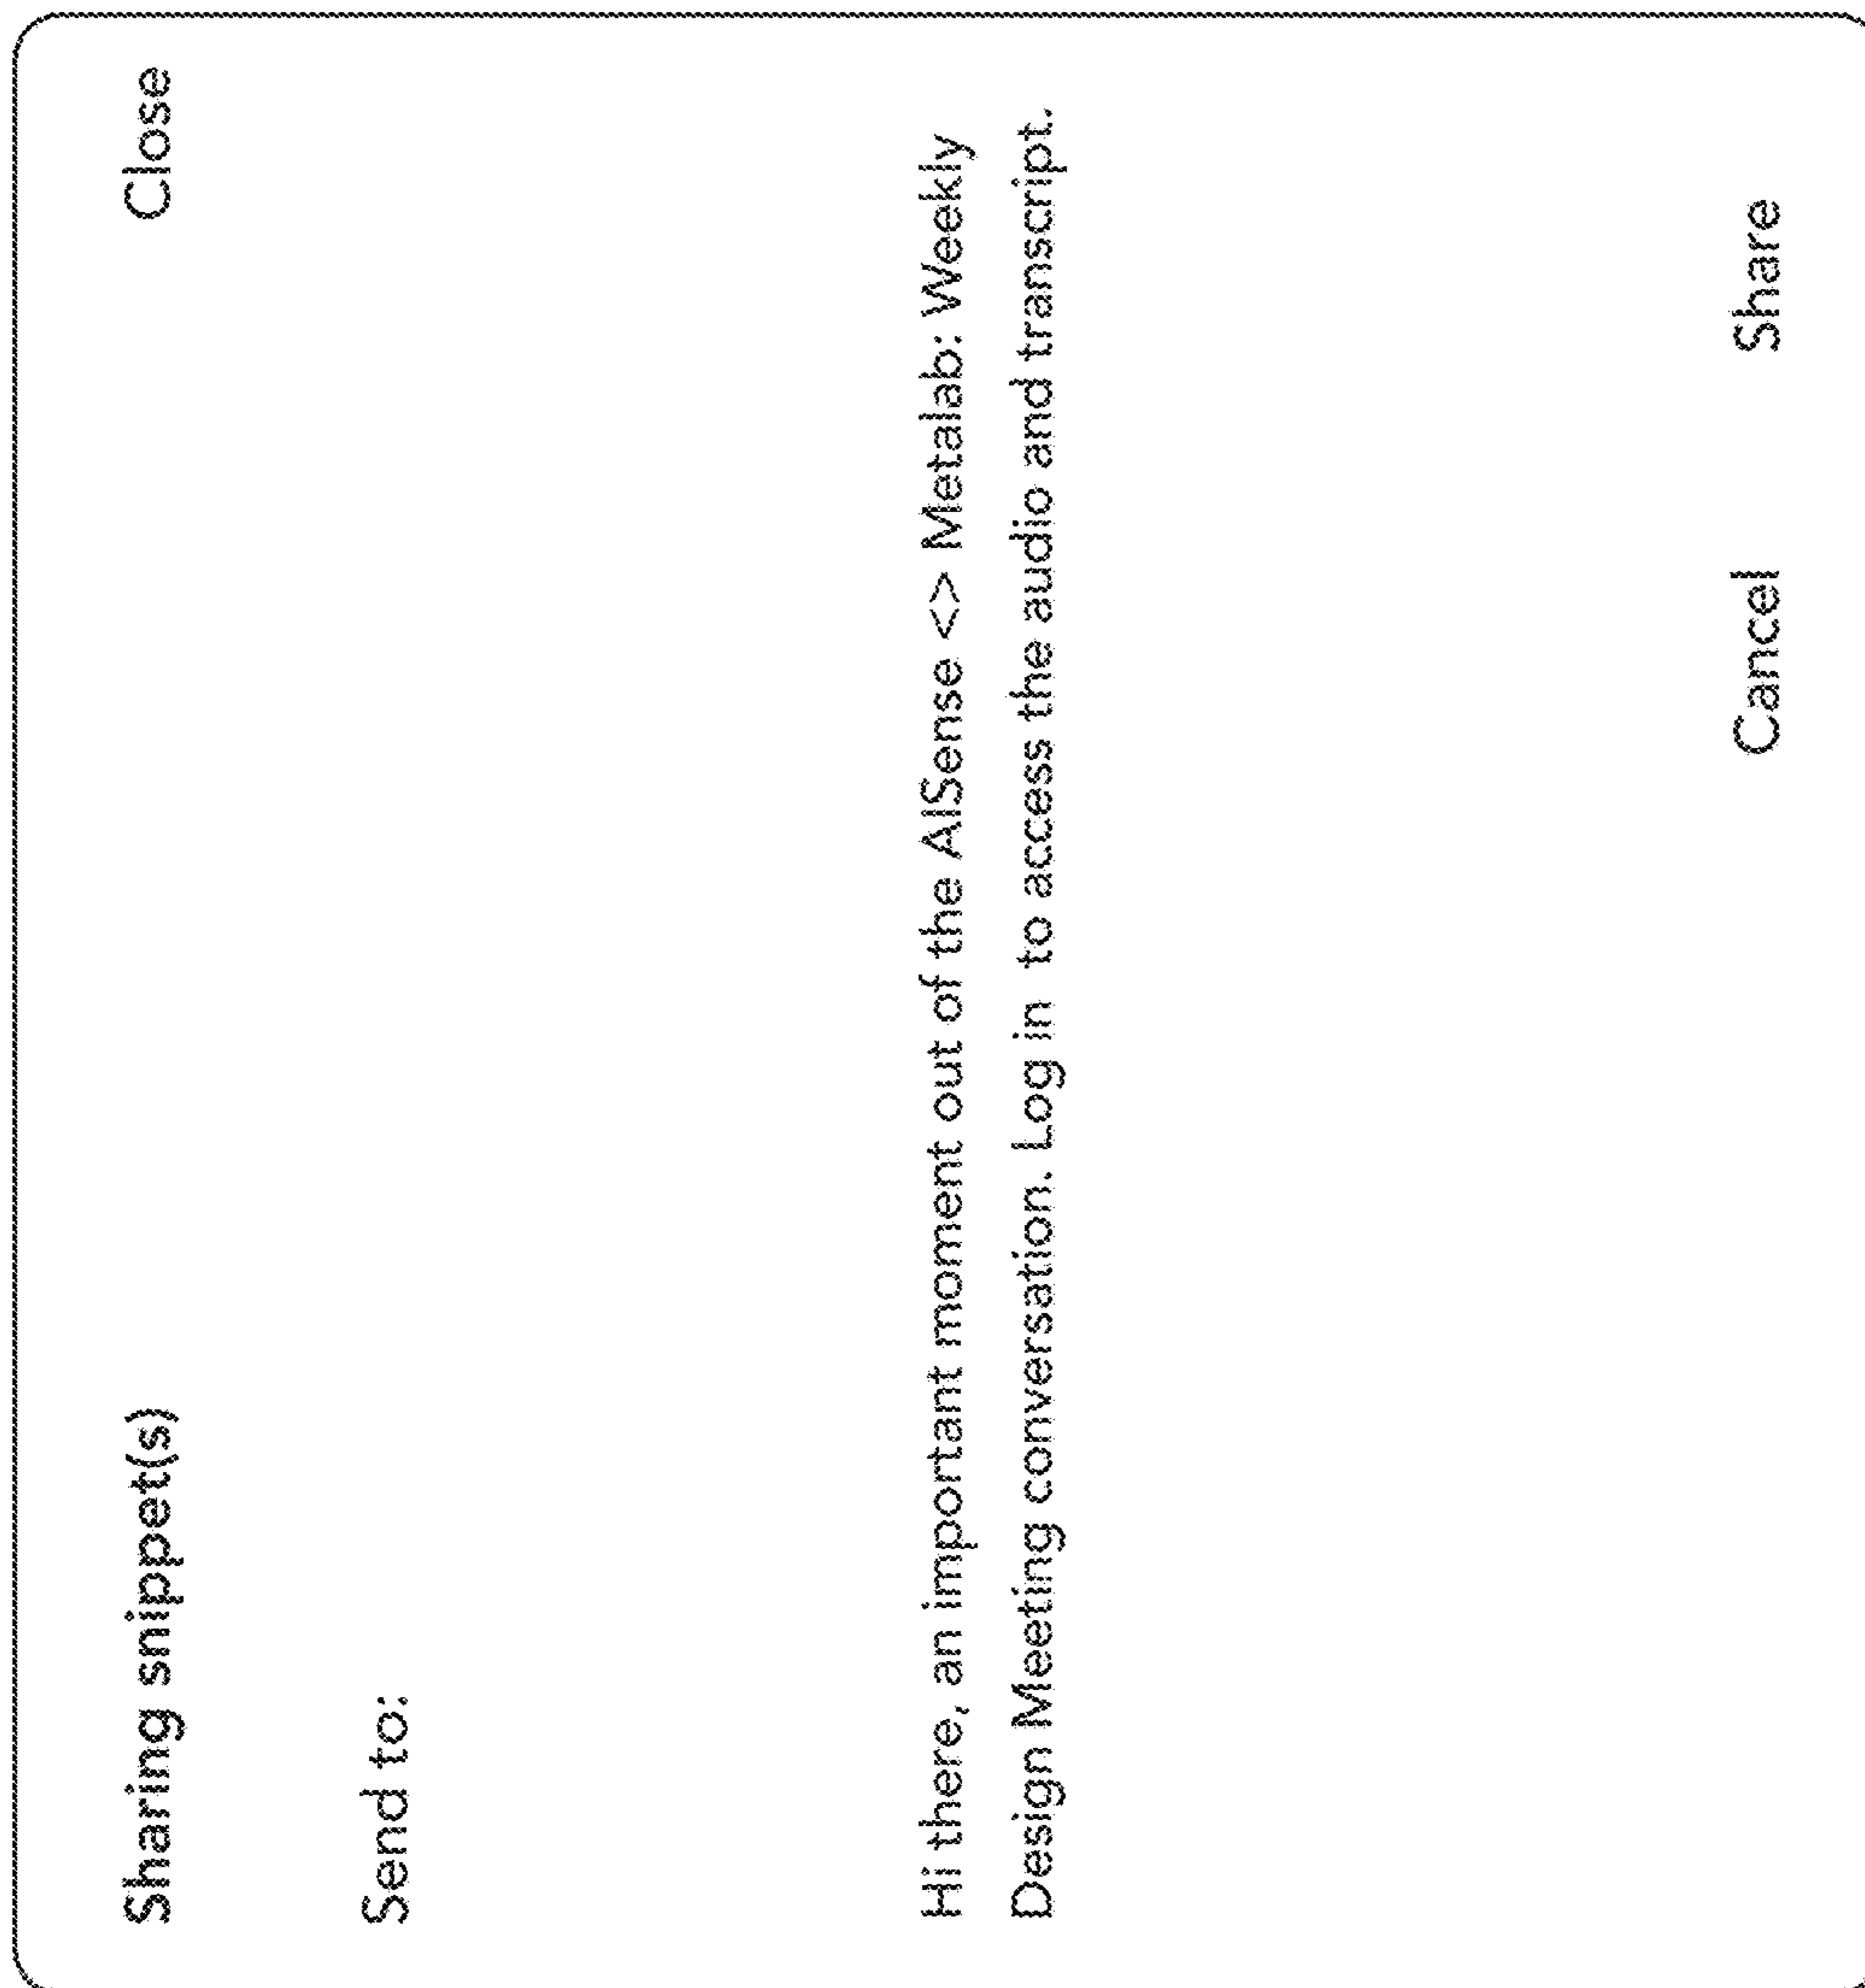 Sharing snippet(s) Close
Send to:
Hi there, an important moment out of the AISense <> Metalab: Weekly
Design Meeting conversation. Log in to access the audio and transcript.
Cancel Share